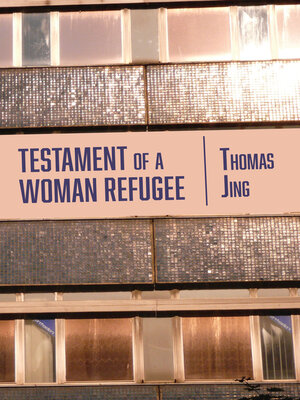 TESTAMENT OF A
WOMAN REFUGEE
THOMAS
JING